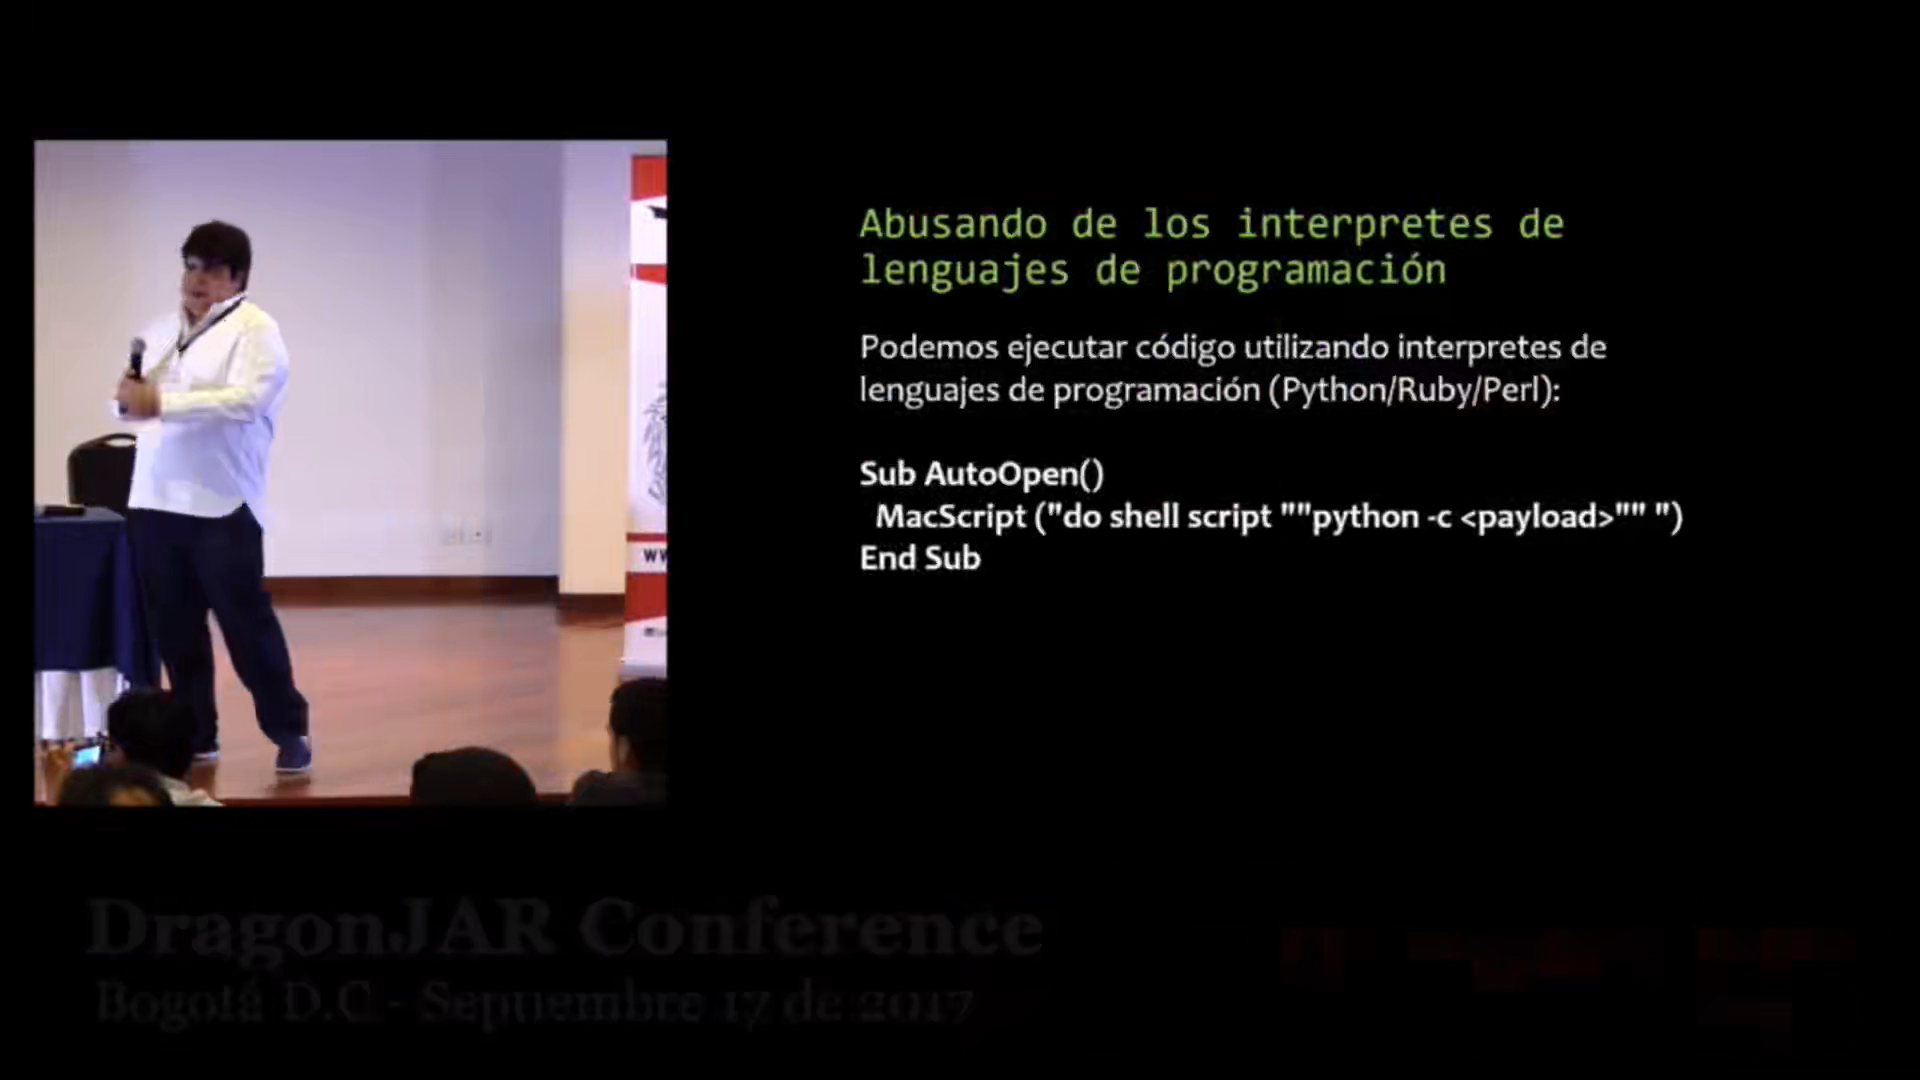 Abusando de los interpretes de
lenguajes de programación
Podemos ejecutar código utilizando interpretes de
lenguajes de programación (Python/Ruby/Perl):
Sub AutoOpen()
MacScript ("do shell script ""python -c <payload>"" ")
End Sub
DragonJAR Conference
Bogotá D.C - Septiembre 17 de 2017